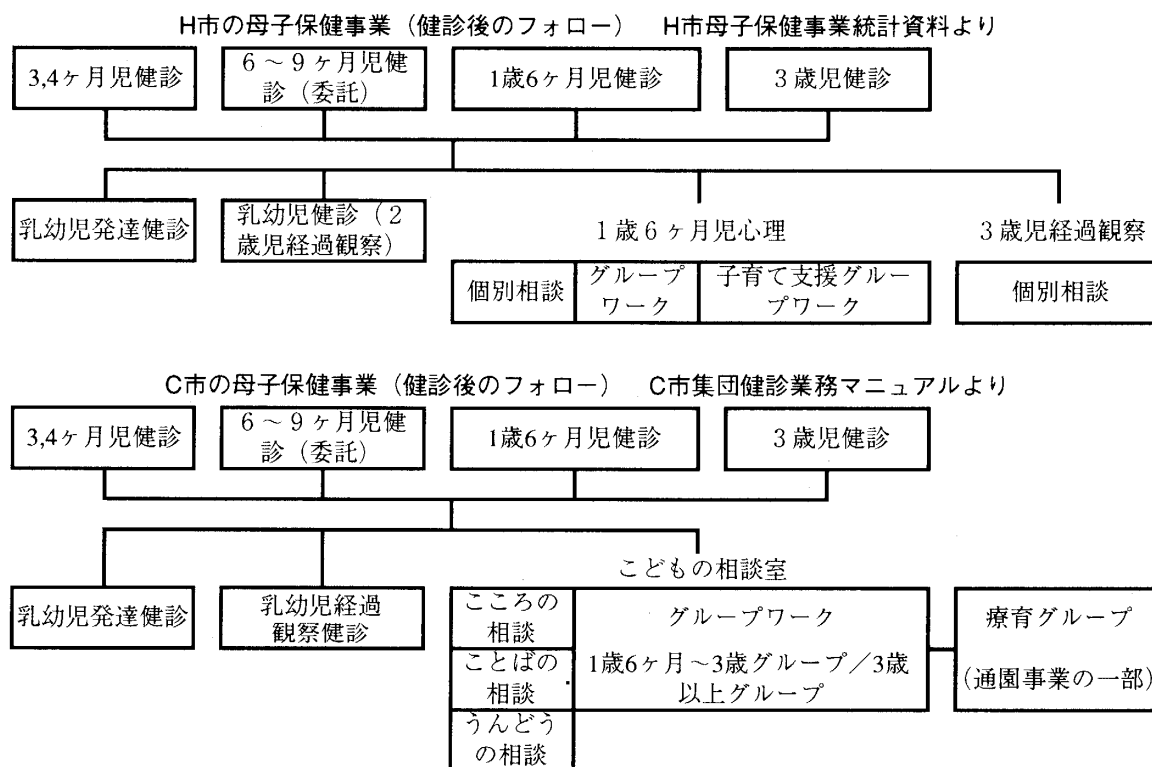 H市の母子保健事業（健診後のフォロー）　H市母子保健事業統計資料より
3,4ヶ月児健診
6～9ヶ月児健
診（委託）
1歳6ヶ月児健診
3歳児健診
乳幼児発達健診
乳幼児健診（2
歳児経過観察）
1歳6ヶ月児心理
3歳児経過観察
個別相談
グループ
ワーク
子育て支援グルー
プワーク
個別相談
C市の母子保健事業（健診後のフォロー）　C市集団健診業務マニュアルより
3,4ヶ月児健診
6～9ヶ月児健
診（委託）
1歳6ヶ月児健診
3歳児健診
乳幼児発達健診
乳幼児経過
観察健診
こどもの相談室
こころの
相談
ことばの
相談
うんどう
の相談
グループワーク
1歳6ヶ月～3歳グループ／3歳
以上グループ
療育グループ
(通園事業の一部)